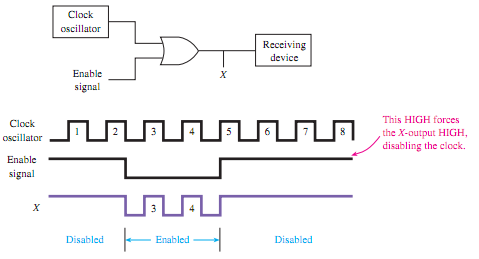 Clock
oscillator
Receiving
device
Enable
signal
X
Clock
oscillator
1 2 3 4 5 6 7 8
This HIGH forces
the X-output HIGH,
disabling the clock.
Enable
signal
X
3 4
Disabled Enabled Disabled